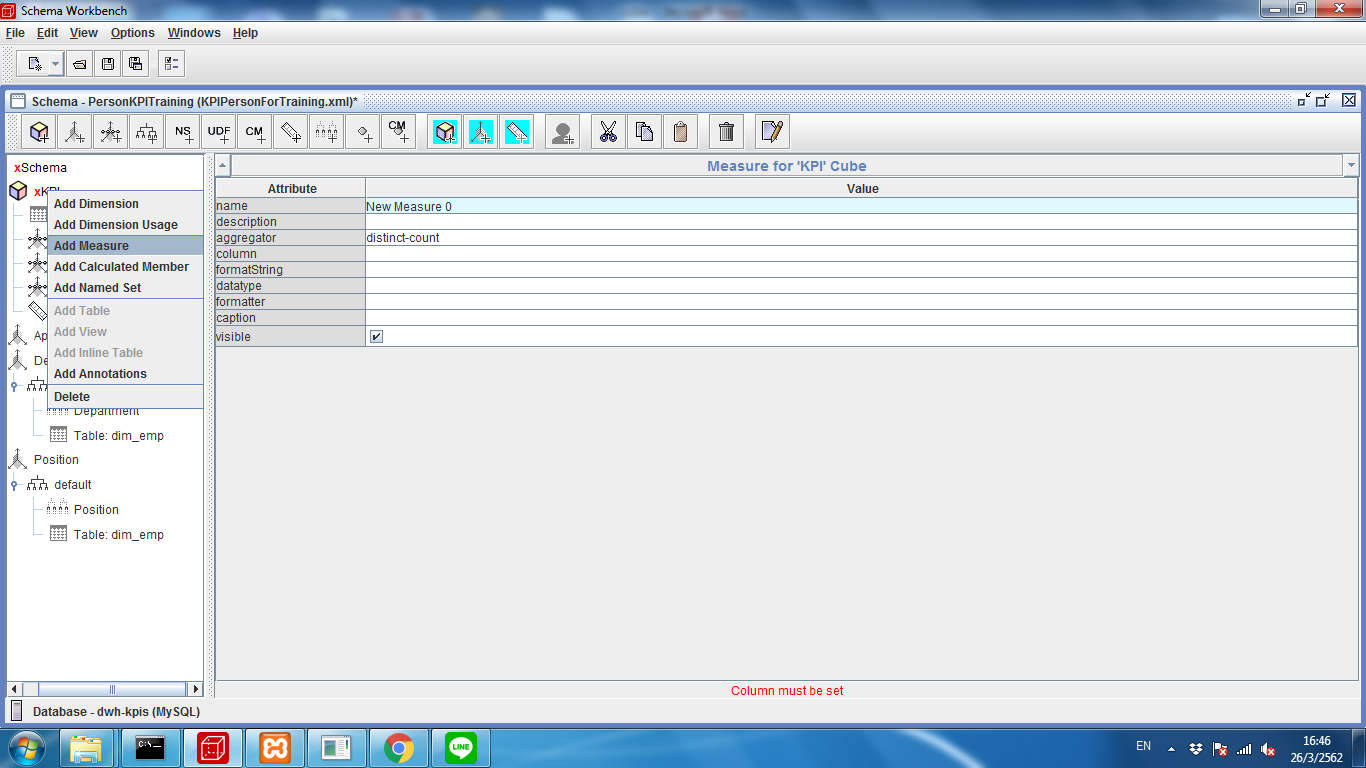 Schema Workbench
File Edit View Options Windows Help
Schema - PersonKPITraining (KPIPersonForTraining.xml)*
NS UDF CM CM
xSchema
Measure for 'KPI' Cube
xKPI
Add Dimension
Add Dimension Usage
Add Measure
Add Calculated Member
Add Named Set
Add Table
Add View
Add Inline Table
Add Annotations
Delete
Ap
De
Department
Table: dim_emp
Position
default
Position
Table: dim_emp
Attribute Value
name New Measure 0
description
aggregator distinct-count
column
formatString
datatype
formatter
caption
visible
Column must be set
Database - dwh-kpis (MySQL)
C:\_
LINE
EN
16:46
26/3/2562